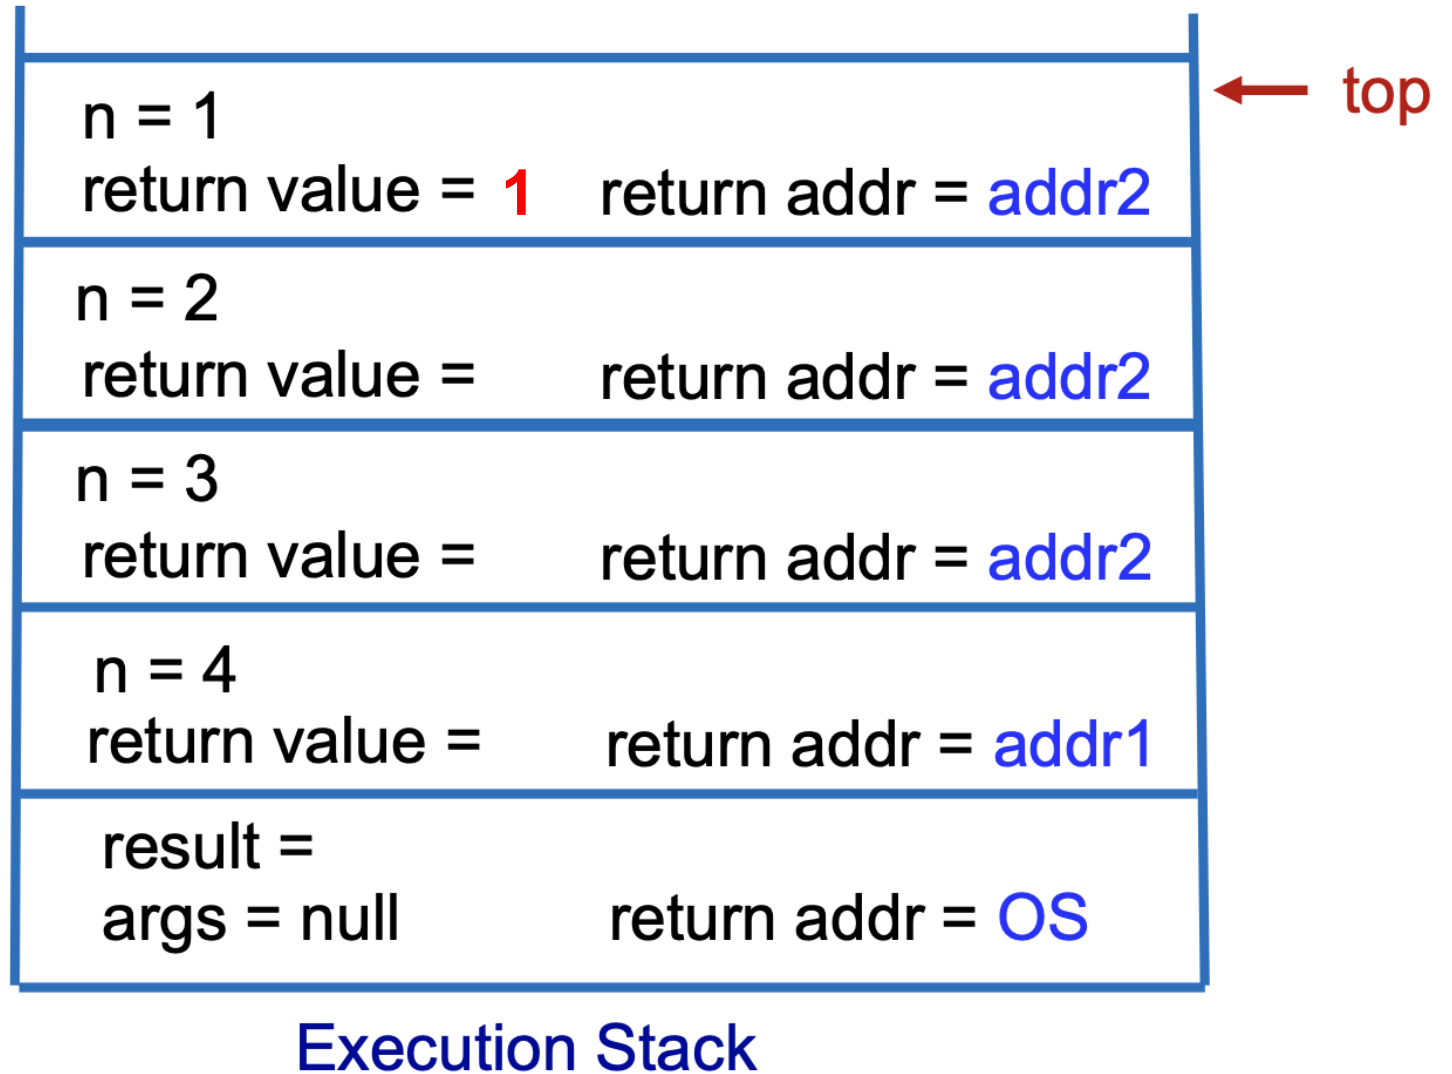 n = 1
top
return value = 1 return addr = addr2
n = 2
return value = return addr = addr2
n = 3
return value = return addr = addr2
n = 4
return value = return addr = addr1
result =
args = null return addr = OS
Execution Stack